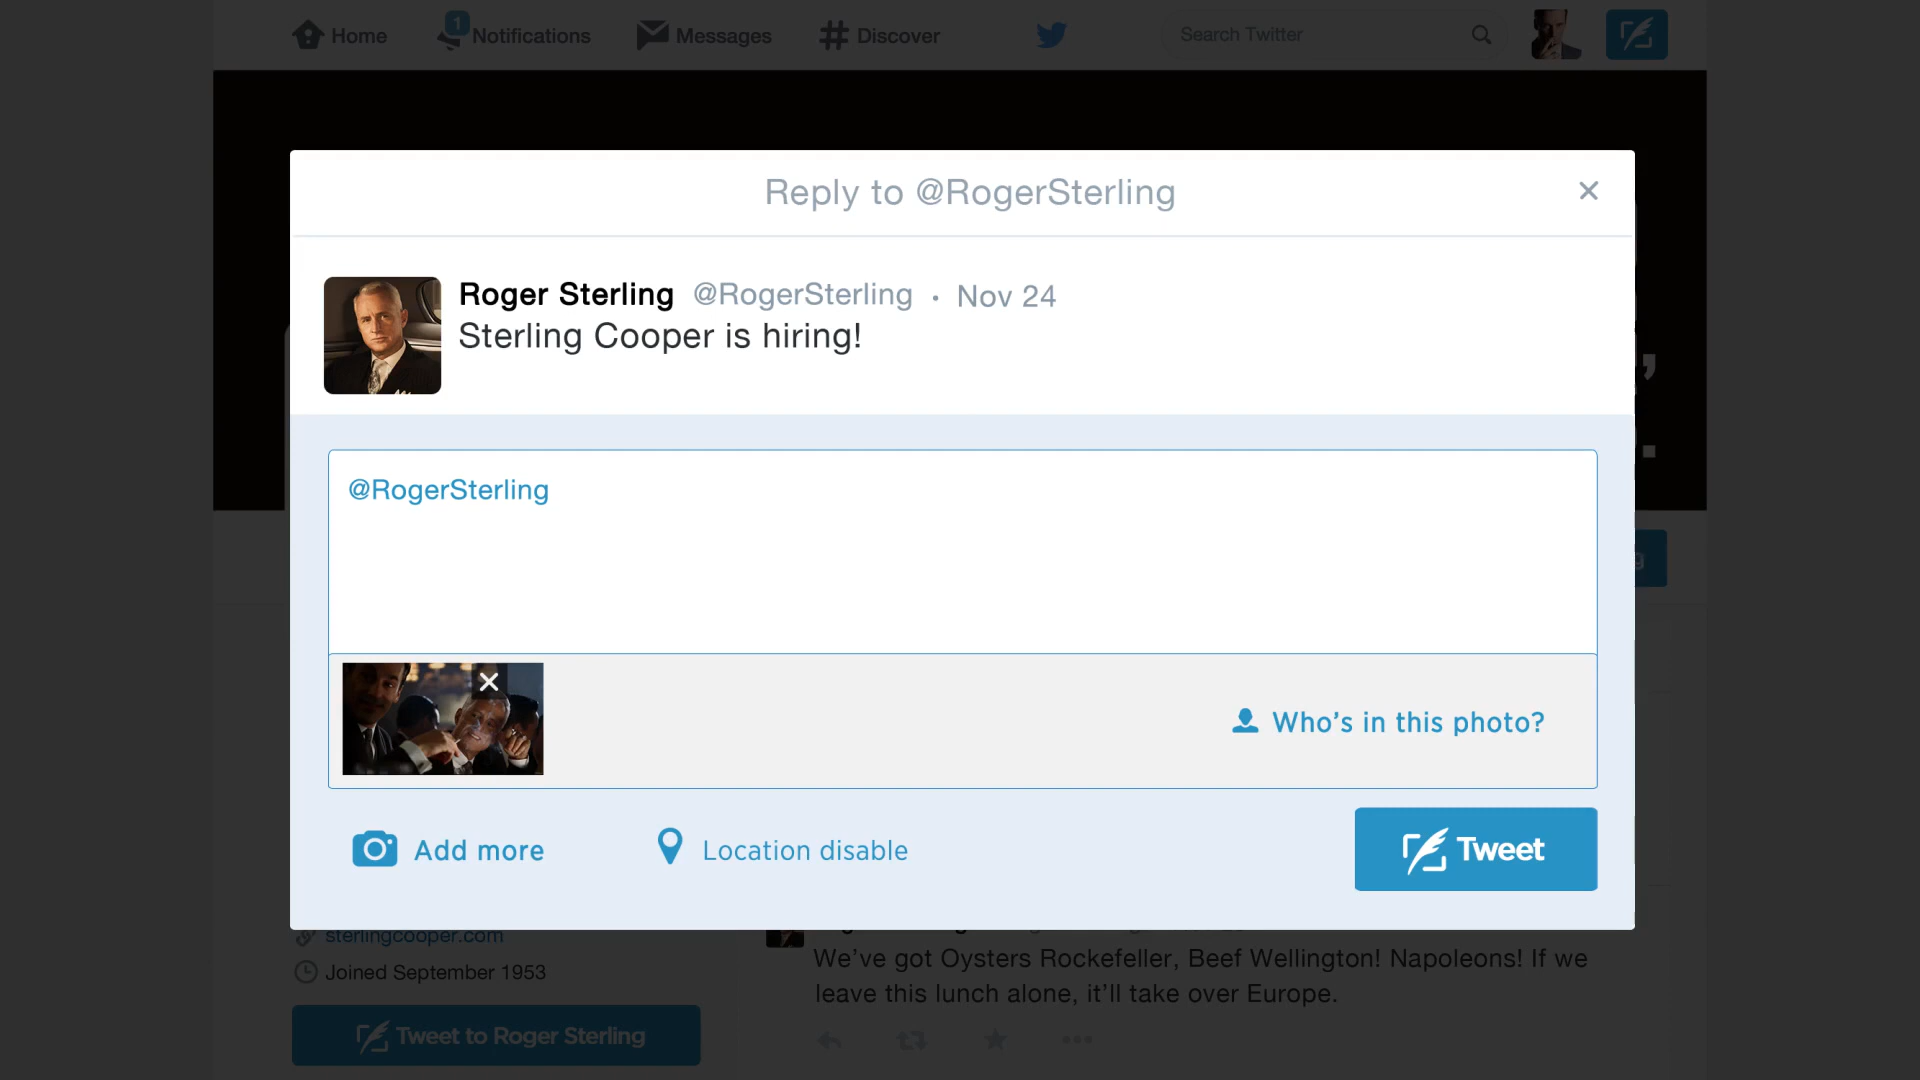 Home
1
Notifications
Messages
Discover
Search Twitter
Reply to @RogerSterling
Roger Sterling @RogerSterling · Nov 24
Sterling Cooper is hiring!
@RogerSterling
Who's in this photo?
Add more
Location disable
Tweet
sterlingcooper.com
Joined September 1953
Tweet to Roger Sterling
We've got Oysters Rockefeller, Beef Wellington! Napoleons! If we
leave this lunch alone, it'll take over Europe.